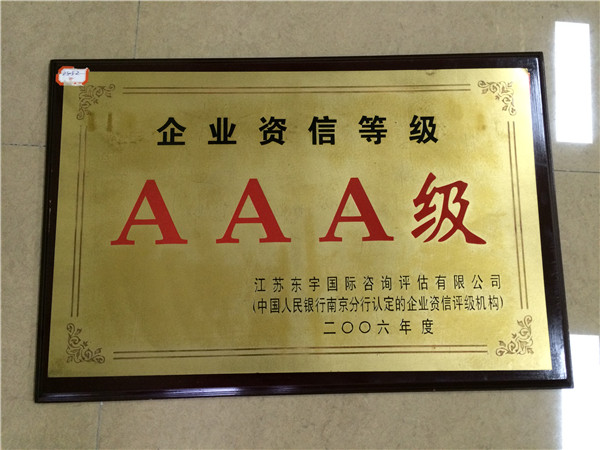 企业资信等级
AAA级
江苏东宇国际咨询评估有限公司
(中国人民银行南京分行认定的企业资信评级机构)
二〇〇六年度